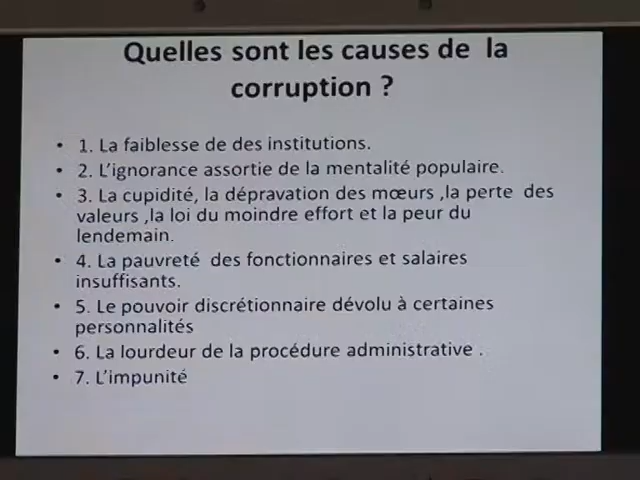 Quelles sont les causes de la
corruption ?
• 1. La faiblesse de des institutions.
• 2. L'ignorance assortie de la mentalité populaire.
• 3. La cupidité, la dépravation des mœurs ,la perte des
valeurs ,la loi du moindre effort et la peur du
lendemain.
• 4. La pauvreté des fonctionnaires et salaires
insuffisants.
• 5. Le pouvoir discrétionnaire dévolu à certaines
personnalités
• 6. La lourdeur de la procédure administrative .
• 7. L'impunité